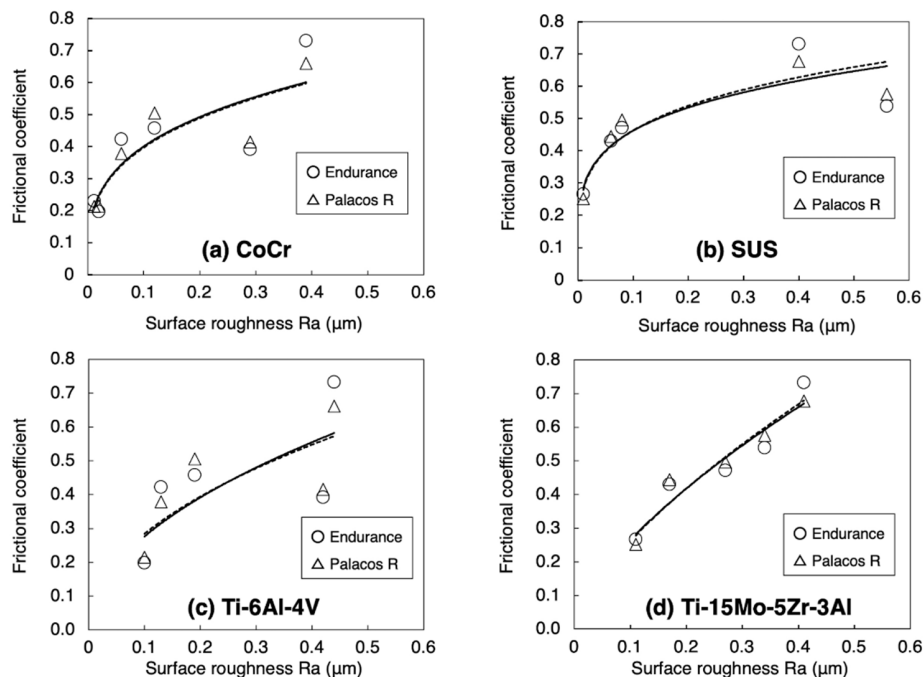 0.8
0.7
0.6
0.5
0.4
0.3
0.2
0.1
0
Frictional coefficient
Endurance
Palacos R
(a) CoCr
0 0.1 0.2 0.3 0.4 0.5 0.6
Surface roughness Ra (μm)
0.8
0.7
0.6
0.5
0.4
0.3
0.2
0.1
0
Frictional coefficient
Endurance
Palacos R
(b) SUS
0 0.1 0.2 0.3 0.4 0.5 0.6
Surface roughness Ra (μm)
0.8
0.7
0.6
0.5
0.4
0.3
0.2
0.1
0.0
Frictional coefficient
Endurance
Palacos R
(c) Ti-6Al-4V
0 0.1 0.2 0.3 0.4 0.5 0.6
Surface roughness Ra (μm)
0.8
0.7
0.6
0.5
0.4
0.3
0.2
0.1
0.0
Frictional coefficient
Endurance
Palacos R
(d) Ti-15Mo-5Zr-3Al
0 0.1 0.2 0.3 0.4 0.5 0.6
Surface roughness Ra (μm)